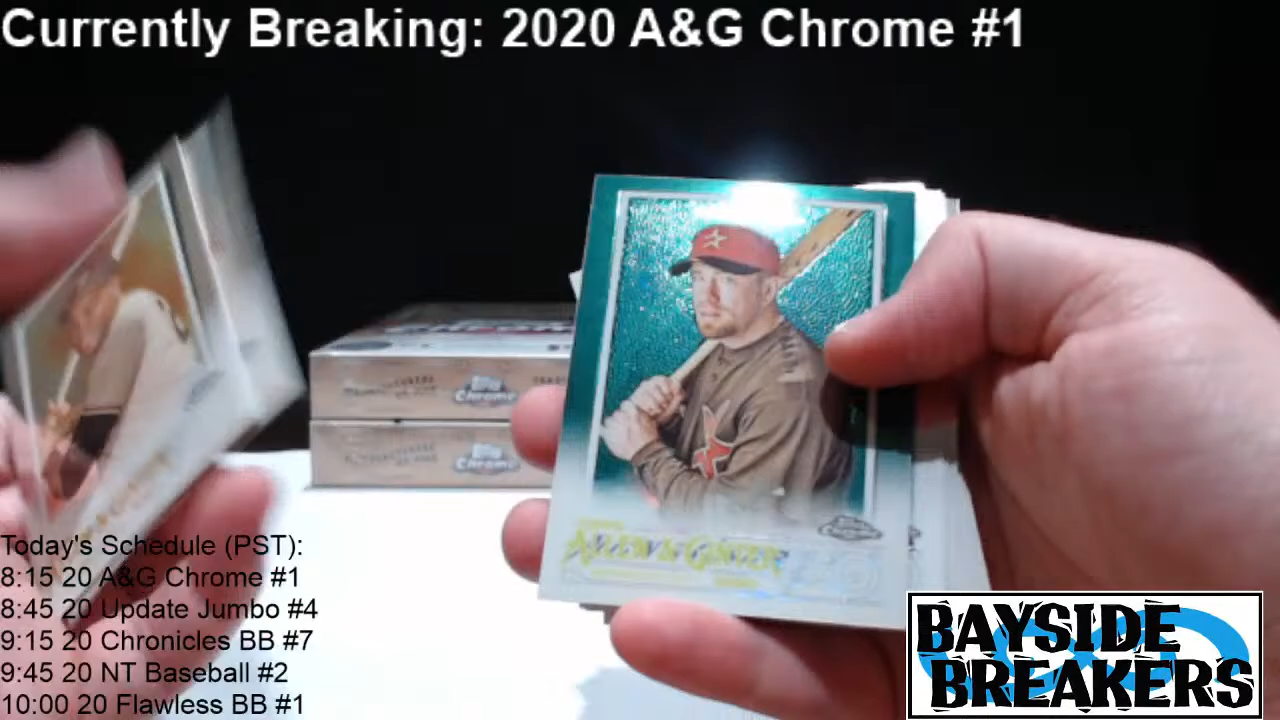 Currently Breaking: 2020 A&G Chrome #1
Topps
Chrome
Topps
Chrome
ALLEN & GINTER
Today's Schedule (PST):
8:15 20 A&G Chrome #1
8:45 20 Update Jumbo #4
9:15 20 Chronicles BB #7
9:45 20 NT Baseball #2
10:00 20 Flawless BB #1
BAYSIDE
BREAKERS